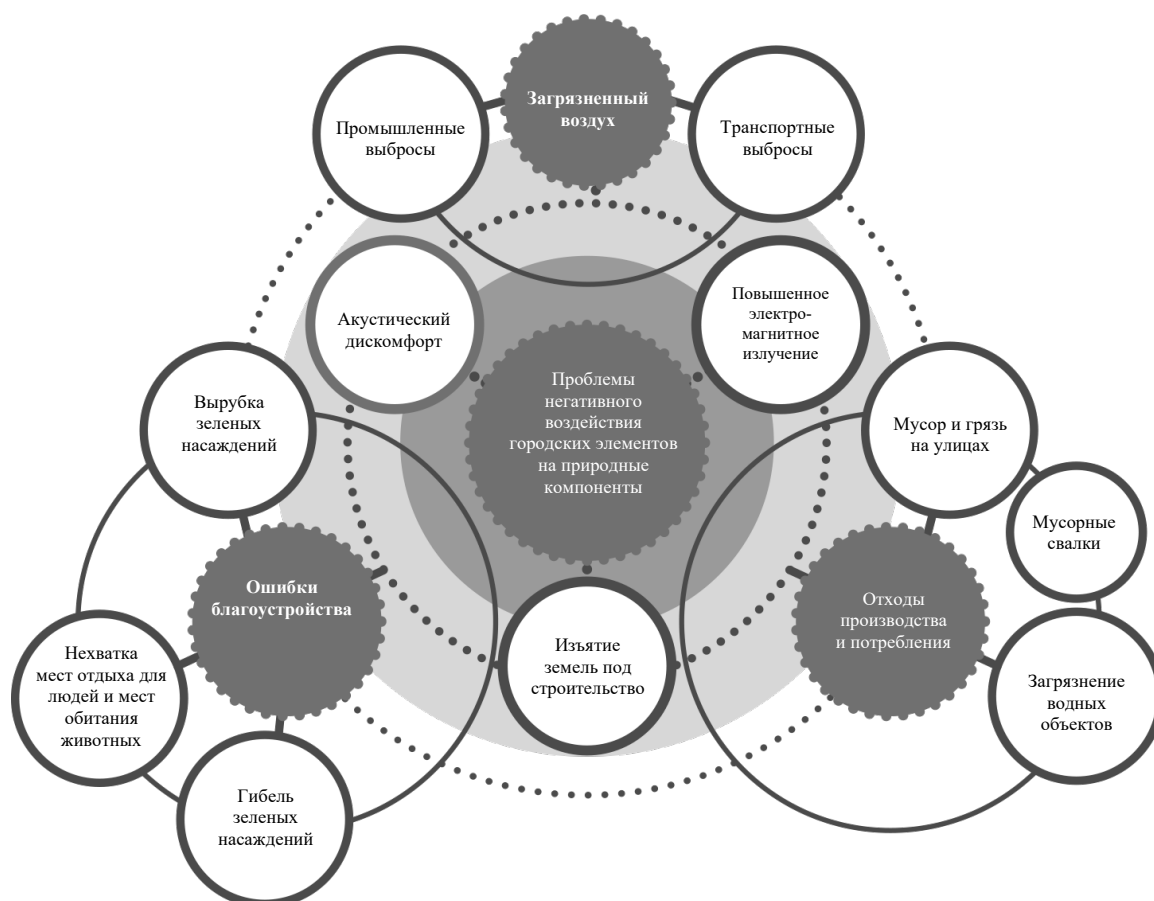 Загрязненный
воздух
Промышленные
выбросы
Транспортные
выбросы
Акустический
дискомфорт
Повышенное
электро-
магнитное
излучение
Проблемы
негативного
воздействия
городских элементов
на природные
компоненты
Вырубка
зеленых
насаждений
Мусор и грязь
на улицах
Мусорные
свалки
Ошибки
благоустройства
Отходы
производства
и потребления
Изъятие
земель под
строительство
Нехватка
мест отдыха для
людей и мест
обитания
животных
Загрязнение
водных
объектов
Гибель
зеленых
насаждений